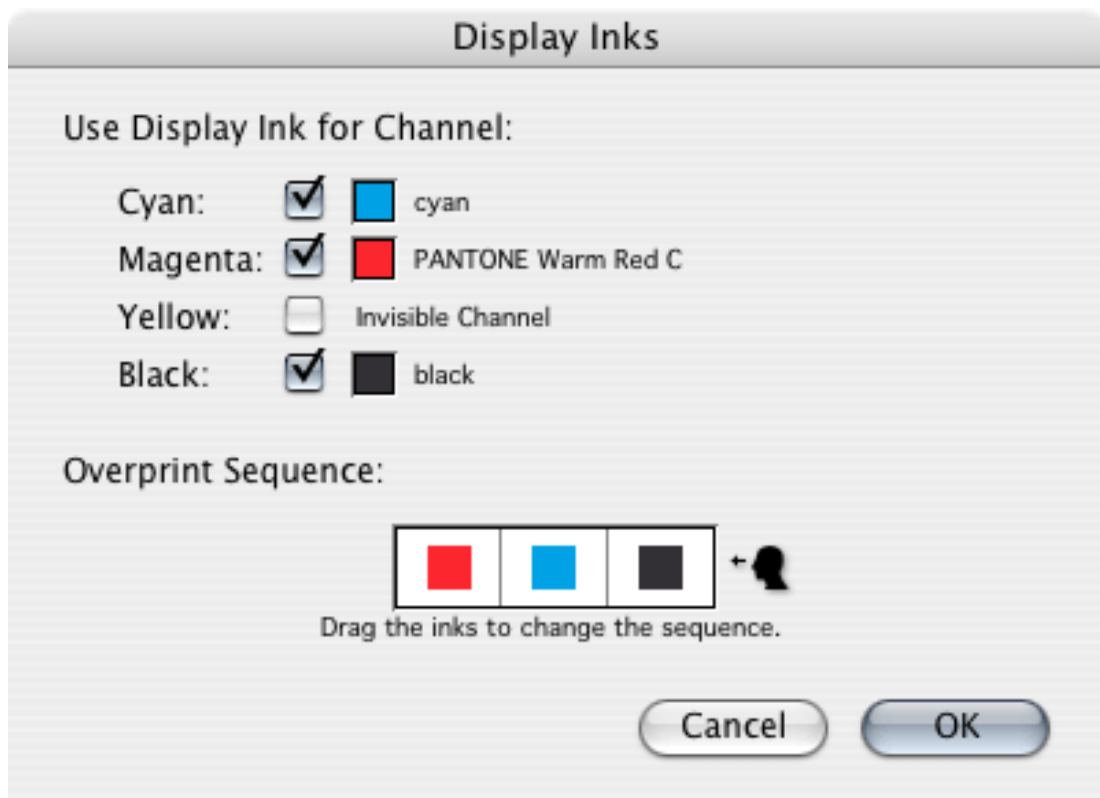 Display Inks
Use Display Ink for Channel:
Cyan: cyan
Magenta: PANTONE Warm Red C
Yellow: Invisible Channel
Black: black
Overprint Sequence:
Drag the inks to change the sequence.
Cancel OK